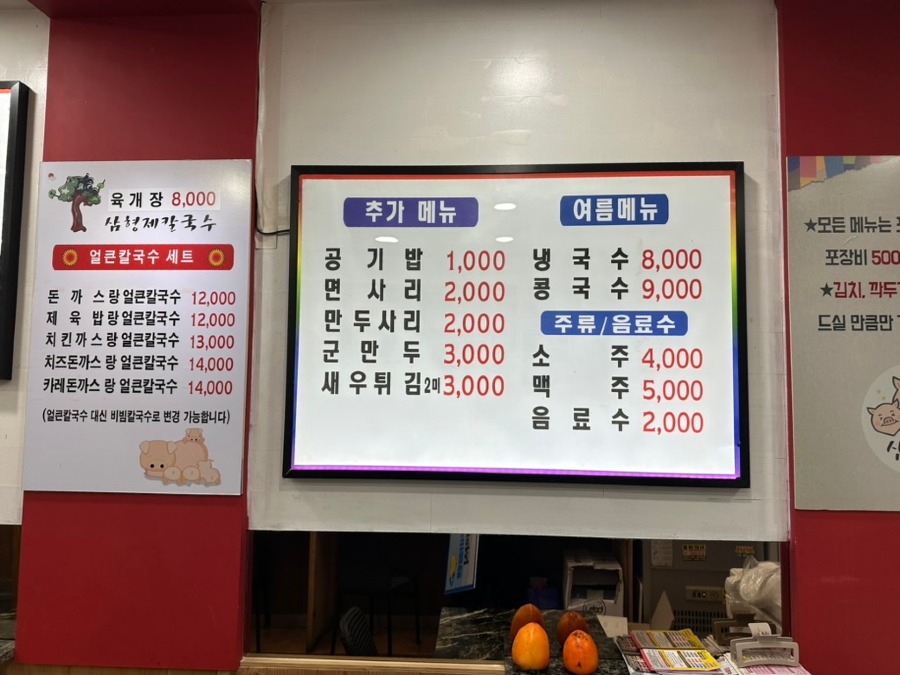 육개장 8,000
삼형제칼국수
얼큰칼국수 세트
돈까스랑얼큰칼국수 12,000
제육밥랑얼큰칼국수 12,000
치킨까스랑얼큰칼국수 13,000
치즈돈까스랑얼큰칼국수 14,000
카레돈까스랑얼큰칼국수 14,000
(얼큰칼국수 대신 비빔칼국수로 변경 가능합니다)
추가 메뉴
공기밥 1,000
면사리 2,000
만두사리 2,000
군만두 3,000
새우튀김2미 3,000
여름메뉴
냉국수 8,000
콩국수 9,000
주류/음료수
소주 4,000
맥주 5,000
음료수 2,000
★모든 메뉴는
포장비 500
★김치, 깍두
드실 만큼만